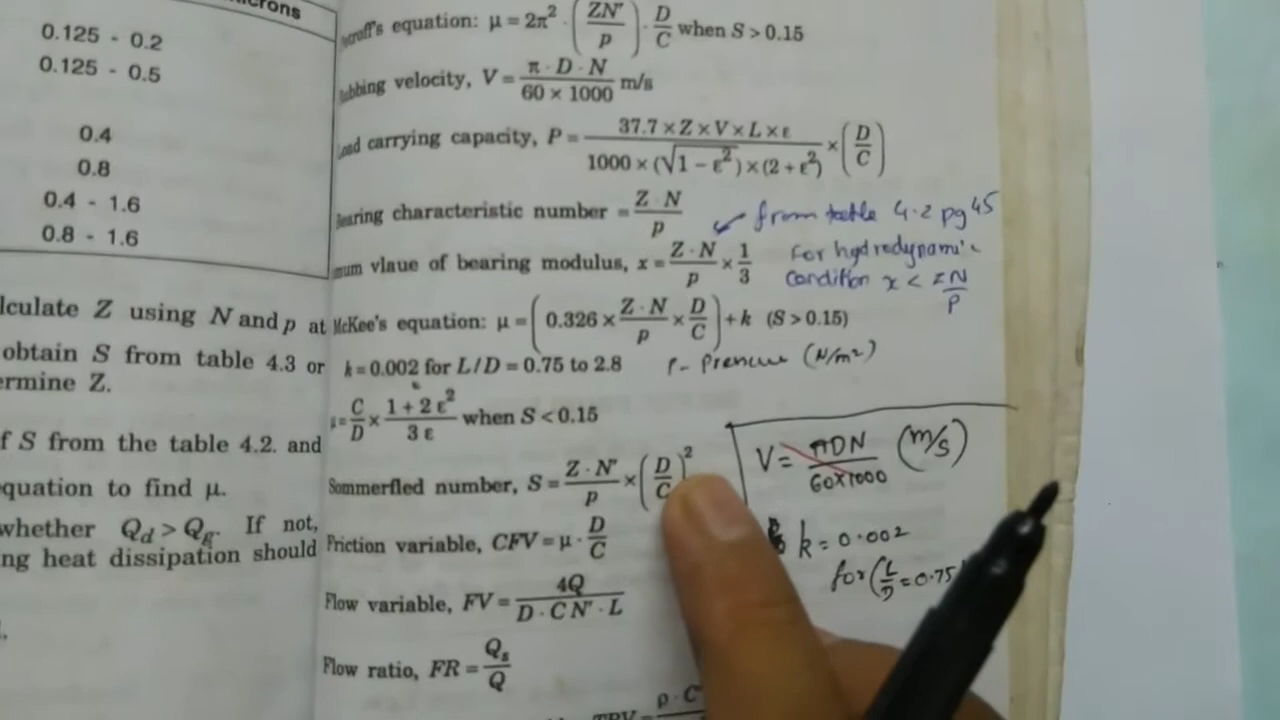 0.125 - 0.2
0.125 - 0.5
0.4
0.8
0.4 - 1.6
0.8 - 1.6
lculate Z using N and p at
obtain S from table 4.3 or
ermine Z.
f S from the table 4.2. and
quation to find μ.
whether Qd > Qg. If not,
ng heat dissipation should
equation: μ = 2π² · (ZN'/p) · D/C when S > 0.15
velocity, V = π · D · N / 60 × 1000 m/s
carrying capacity, P = 37.7 × Z × V × L × ε / 1000 × (√1 − ε²) × (2 + ε²) × (D/C)
earing characteristic number = Z · N / p
from table 4.2 pg 45
mum vlaue of bearing modulus, x = Z · N / p × 1/3
For hydrodynamic
condition x < ZN/P
McKee's equation: μ = (0.326 × Z · N / p × D/C) + k (S > 0.15)
k = 0.002 for L/D = 0.75 to 2.8
P - Pressure (N/m²)
= C/D × 1 + 2 ε² / 3 ε when S < 0.15
Sommerfled number, S = Z · N' / p × (D/C)²
V = πDN / 60×1000 (m/s)
Friction variable, CFV = μ · D/C
k = 0.002
for (L/D = 0.75
Flow variable, FV = 4Q / D · C N' · L
Flow ratio, FR = Qs / Q
ρ · C